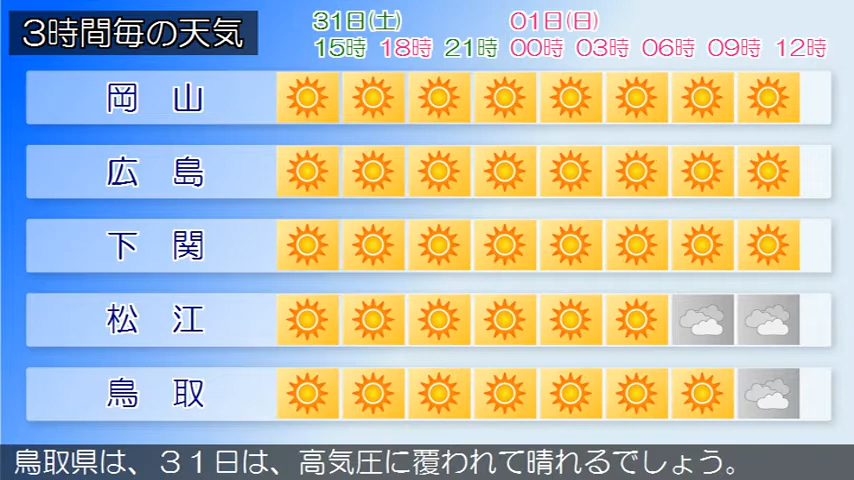 3時間毎の天気
31日(土) 01日(日)
15時 18時 21時 00時 03時 06時 09時 12時
岡 山
広 島
下 関
松 江
鳥 取
鳥取県は、３１日は、高気圧に覆われて晴れるでしょう。